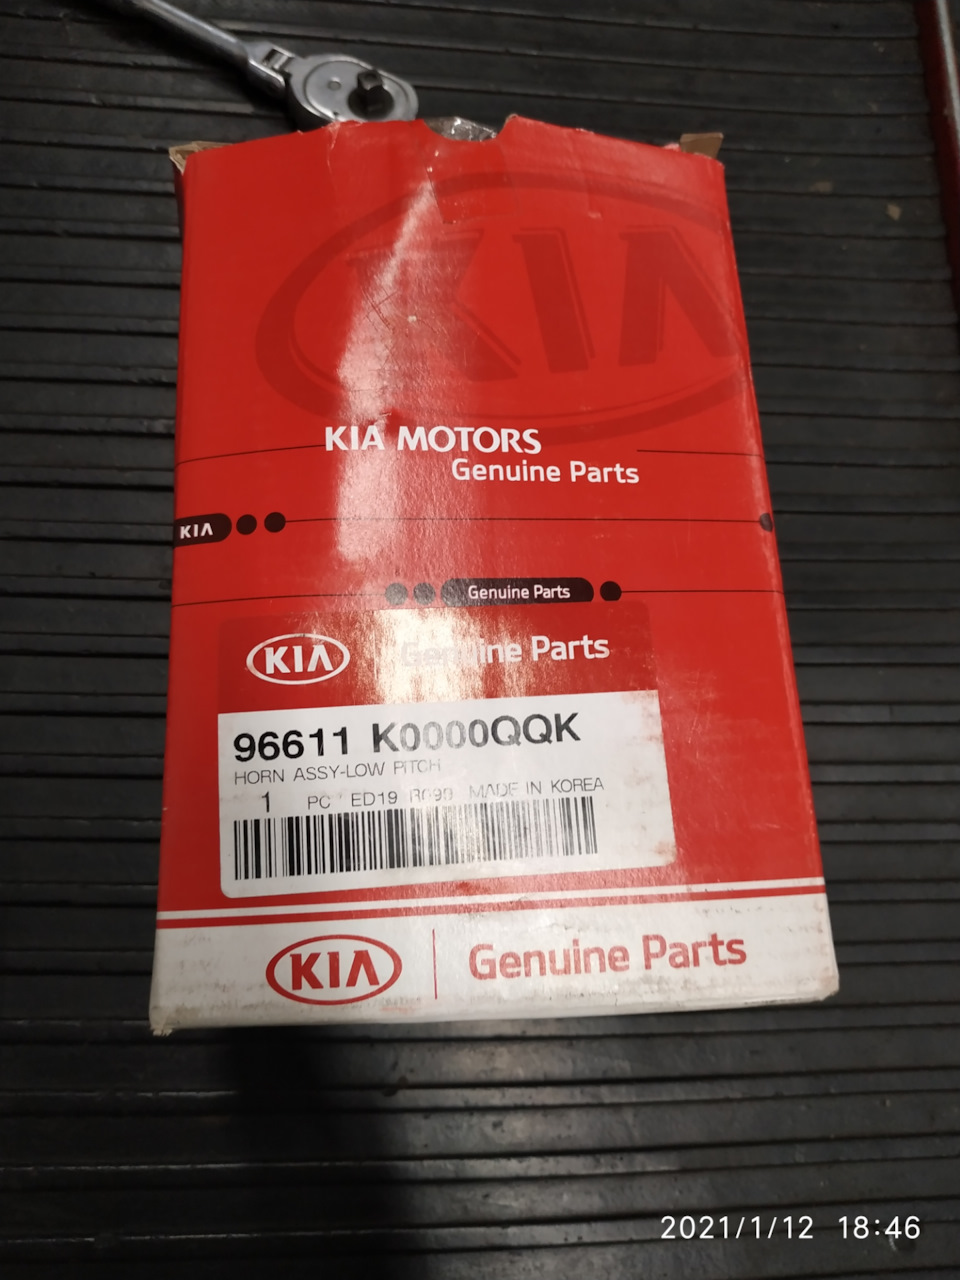 KIA
KIA MOTORS
Genuine Parts
KIA
Genuine Parts
KIA Genuine Parts
96611 K0000QQK
HORN ASSY-LOW PITCH
1 PC ED19 R099 MADE IN KOREA
KIA Genuine Parts
2021/1/12 18:46